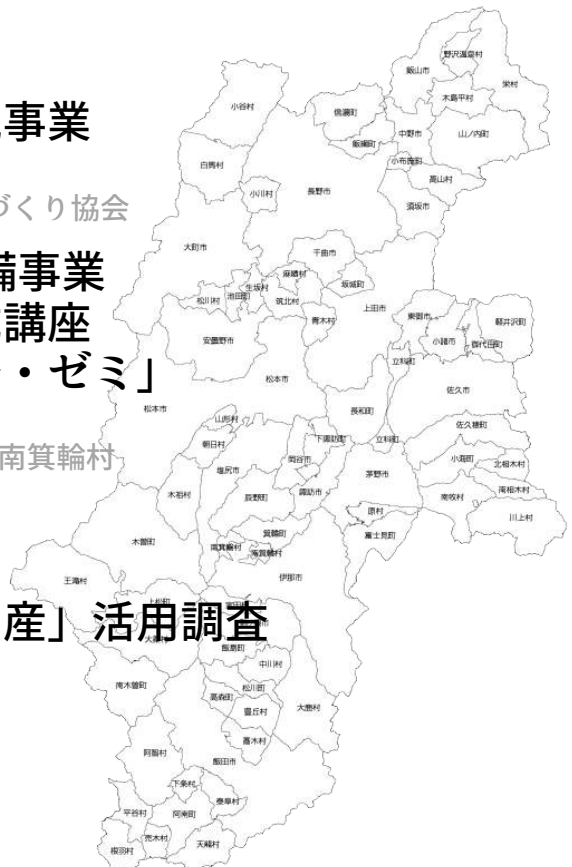 事業
づくり協会
備事業
講座
・ゼミ」
南箕輪村
産」活用調査
野沢温泉村
飯山市
栄村
木島平村
小谷村
信濃町
中野市
山ノ内町
飯綱町
小布施町
白馬村
高山村
小川村
長野市
須坂市
大町市
千曲市
麻績村
坂城町
生坂村
池田町
松川村
筑北村
上田市
青木村
東御市
軽井沢町
小諸市
御代田町
安曇野市
立科町
松本市
佐久市
松本市
長和町
山形村
佐久穂町
朝日村
下諏訪町
立科町
岡谷市
小海町
北相木村
塩尻市
茅野市
木祖村
辰野町
諏訪市
南牧村
南相木村
原村
川上村
箕輪町
富士見町
木曽町
南箕輪村
南箕輪村
王滝村
伊那市
上松町
飯島町
中川村
南木曽町
高森町
松川町
豊丘村
大鹿村
喬木村
阿智村
飯田市
下条村
泰阜村
平谷村
阿南町
売木村
天龍村
根羽村